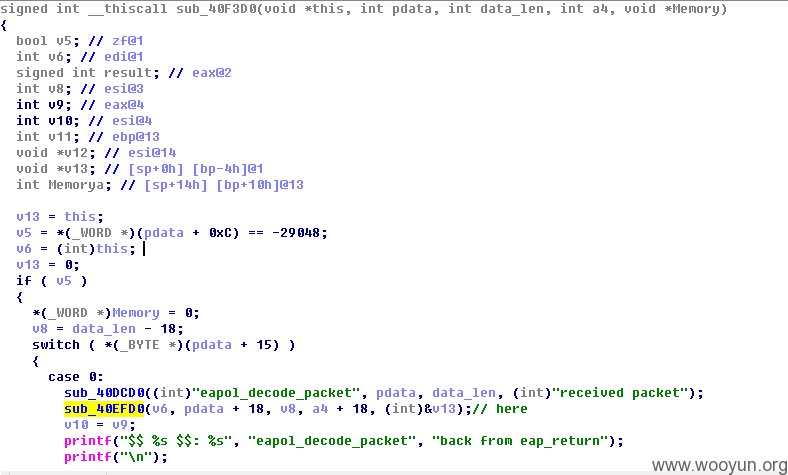 signed int __thiscall sub_40F3D0(void *this, int pdata, int data_len, int a4, void *Memory)
{
  bool v5; // zf@1
  int v6; // edi@1
  signed int result; // eax@2
  int v8; // esi@3
  int v9; // eax@4
  int v10; // esi@4
  int v11; // ebp@13
  void *v12; // esi@14
  void *v13; // [sp+0h] [bp-4h]@1
  int Memorya; // [sp+14h] [bp+10h]@13
  v13 = this;
  v5 = *(_WORD *)(pdata + 0xC) == -29048;
  v6 = (int)this;
  v13 = 0;
  if ( v5 )
  {
    *(_WORD *)Memory = 0;
    v8 = data_len - 18;
    switch ( *(_BYTE *)(pdata + 15) )
    {
      case 0:
        sub_40DCD0((int)"eapol_decode_packet", pdata, data_len, (int)"received packet");
        sub_40EFD0(v6, pdata + 18, v8, a4 + 18, (int)&v13);// here
        v10 = v9;
        printf("$$ %s $$: %s", "eapol_decode_packet", "back from eap_return");
        printf("\n");
www.wooyun.org